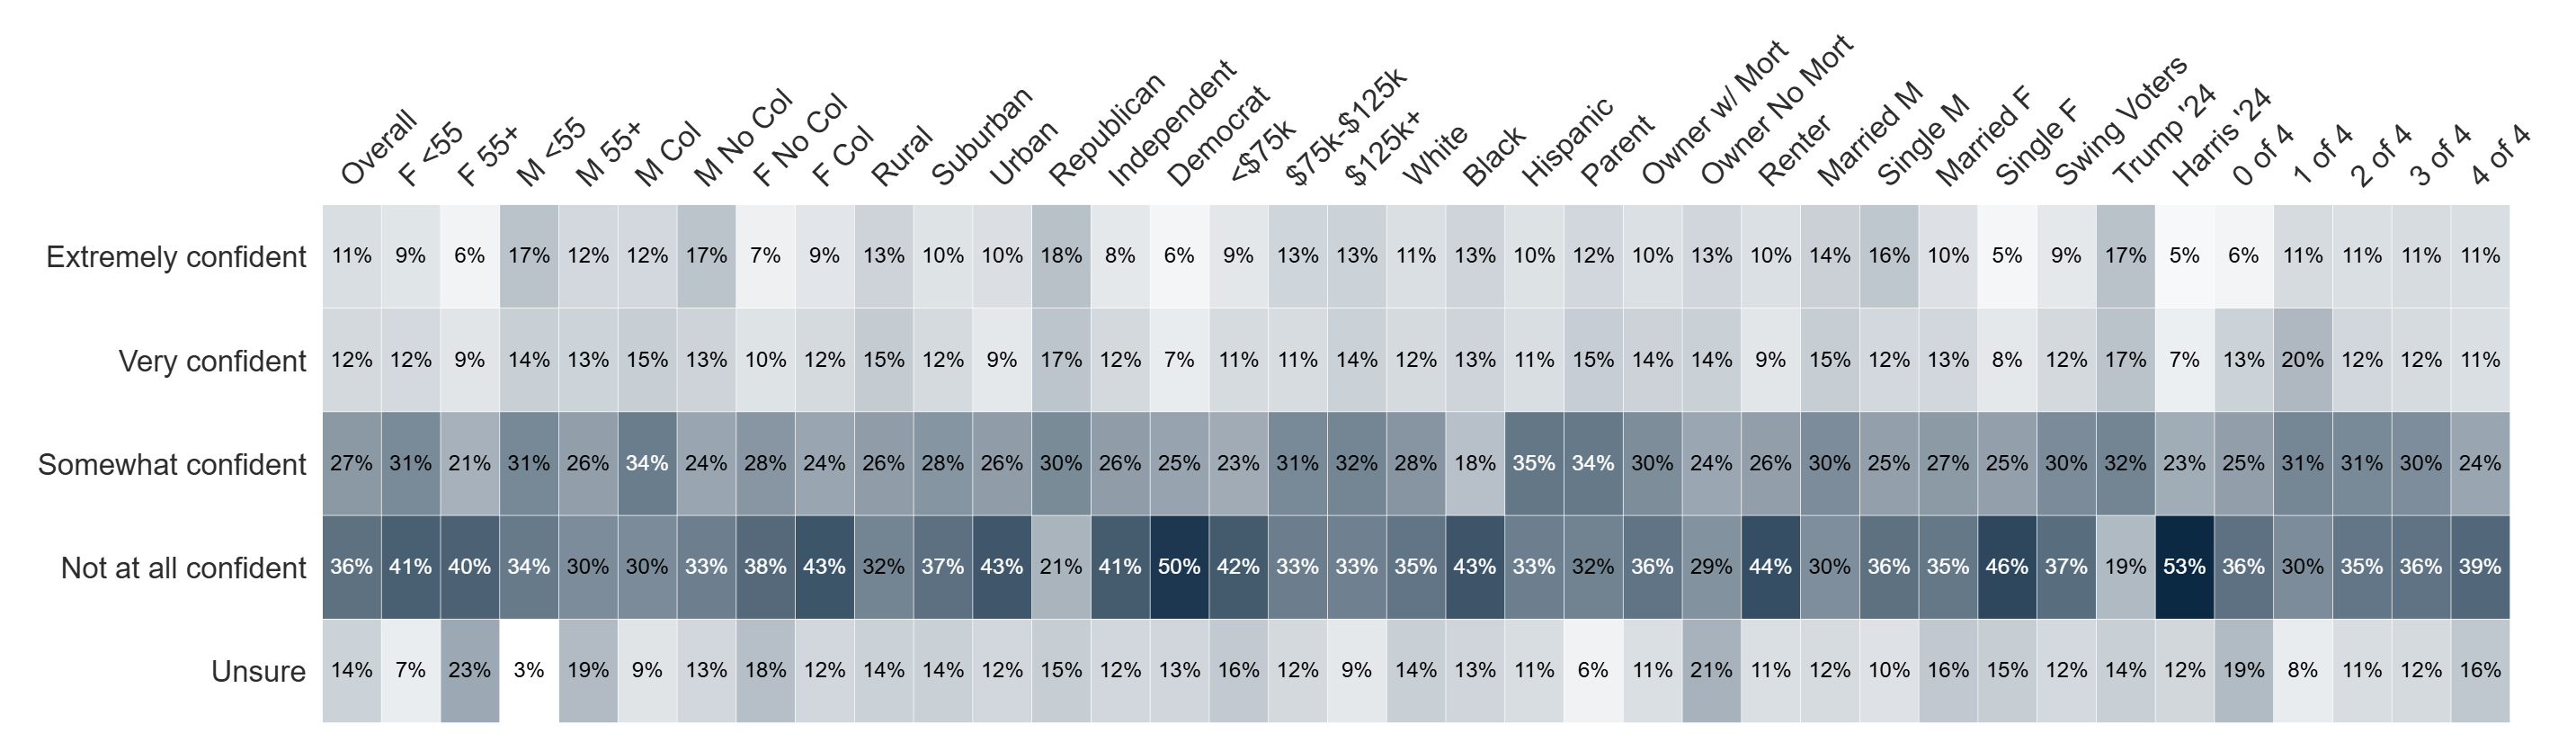 Overall F <55 F 55+ M <55 M 55+ M Col M No Col F No Col F Col Rural Suburban Urban Republican Independent Democrat <$75k $75k-$125k $125k+ White Black Hispanic Parent Owner w/ Mort Owner No Mort Renter Married M Single M Married F Single F Swing Voters Trump '24 Harris '24 0 of 4 1 of 4 2 of 4 3 of 4 4 of 4
Extremely confident 11% 9% 6% 17% 12% 12% 17% 7% 9% 13% 10% 10% 18% 8% 6% 9% 13% 13% 11% 13% 10% 12% 10% 13% 10% 14% 16% 10% 5% 9% 17% 5% 6% 11% 11% 11% 11%
Very confident 12% 12% 9% 14% 13% 15% 13% 10% 12% 15% 12% 9% 17% 12% 7% 11% 11% 14% 12% 13% 11% 15% 14% 14% 9% 15% 12% 13% 8% 12% 17% 7% 13% 20% 12% 12% 11%
Somewhat confident 27% 31% 21% 31% 26% 34% 24% 28% 24% 26% 28% 26% 30% 26% 25% 23% 31% 32% 28% 18% 35% 34% 30% 24% 26% 30% 25% 27% 25% 30% 32% 23% 25% 31% 31% 30% 24%
Not at all confident 36% 41% 40% 34% 30% 30% 33% 38% 43% 32% 37% 43% 21% 41% 50% 42% 33% 33% 35% 43% 33% 32% 36% 29% 44% 30% 36% 35% 46% 37% 19% 53% 36% 30% 35% 36% 39%
Unsure 14% 7% 23% 3% 19% 9% 13% 18% 12% 14% 14% 12% 15% 12% 13% 16% 12% 9% 14% 13% 11% 6% 11% 21% 11% 12% 10% 16% 15% 12% 14% 12% 19% 8% 11% 12% 16%